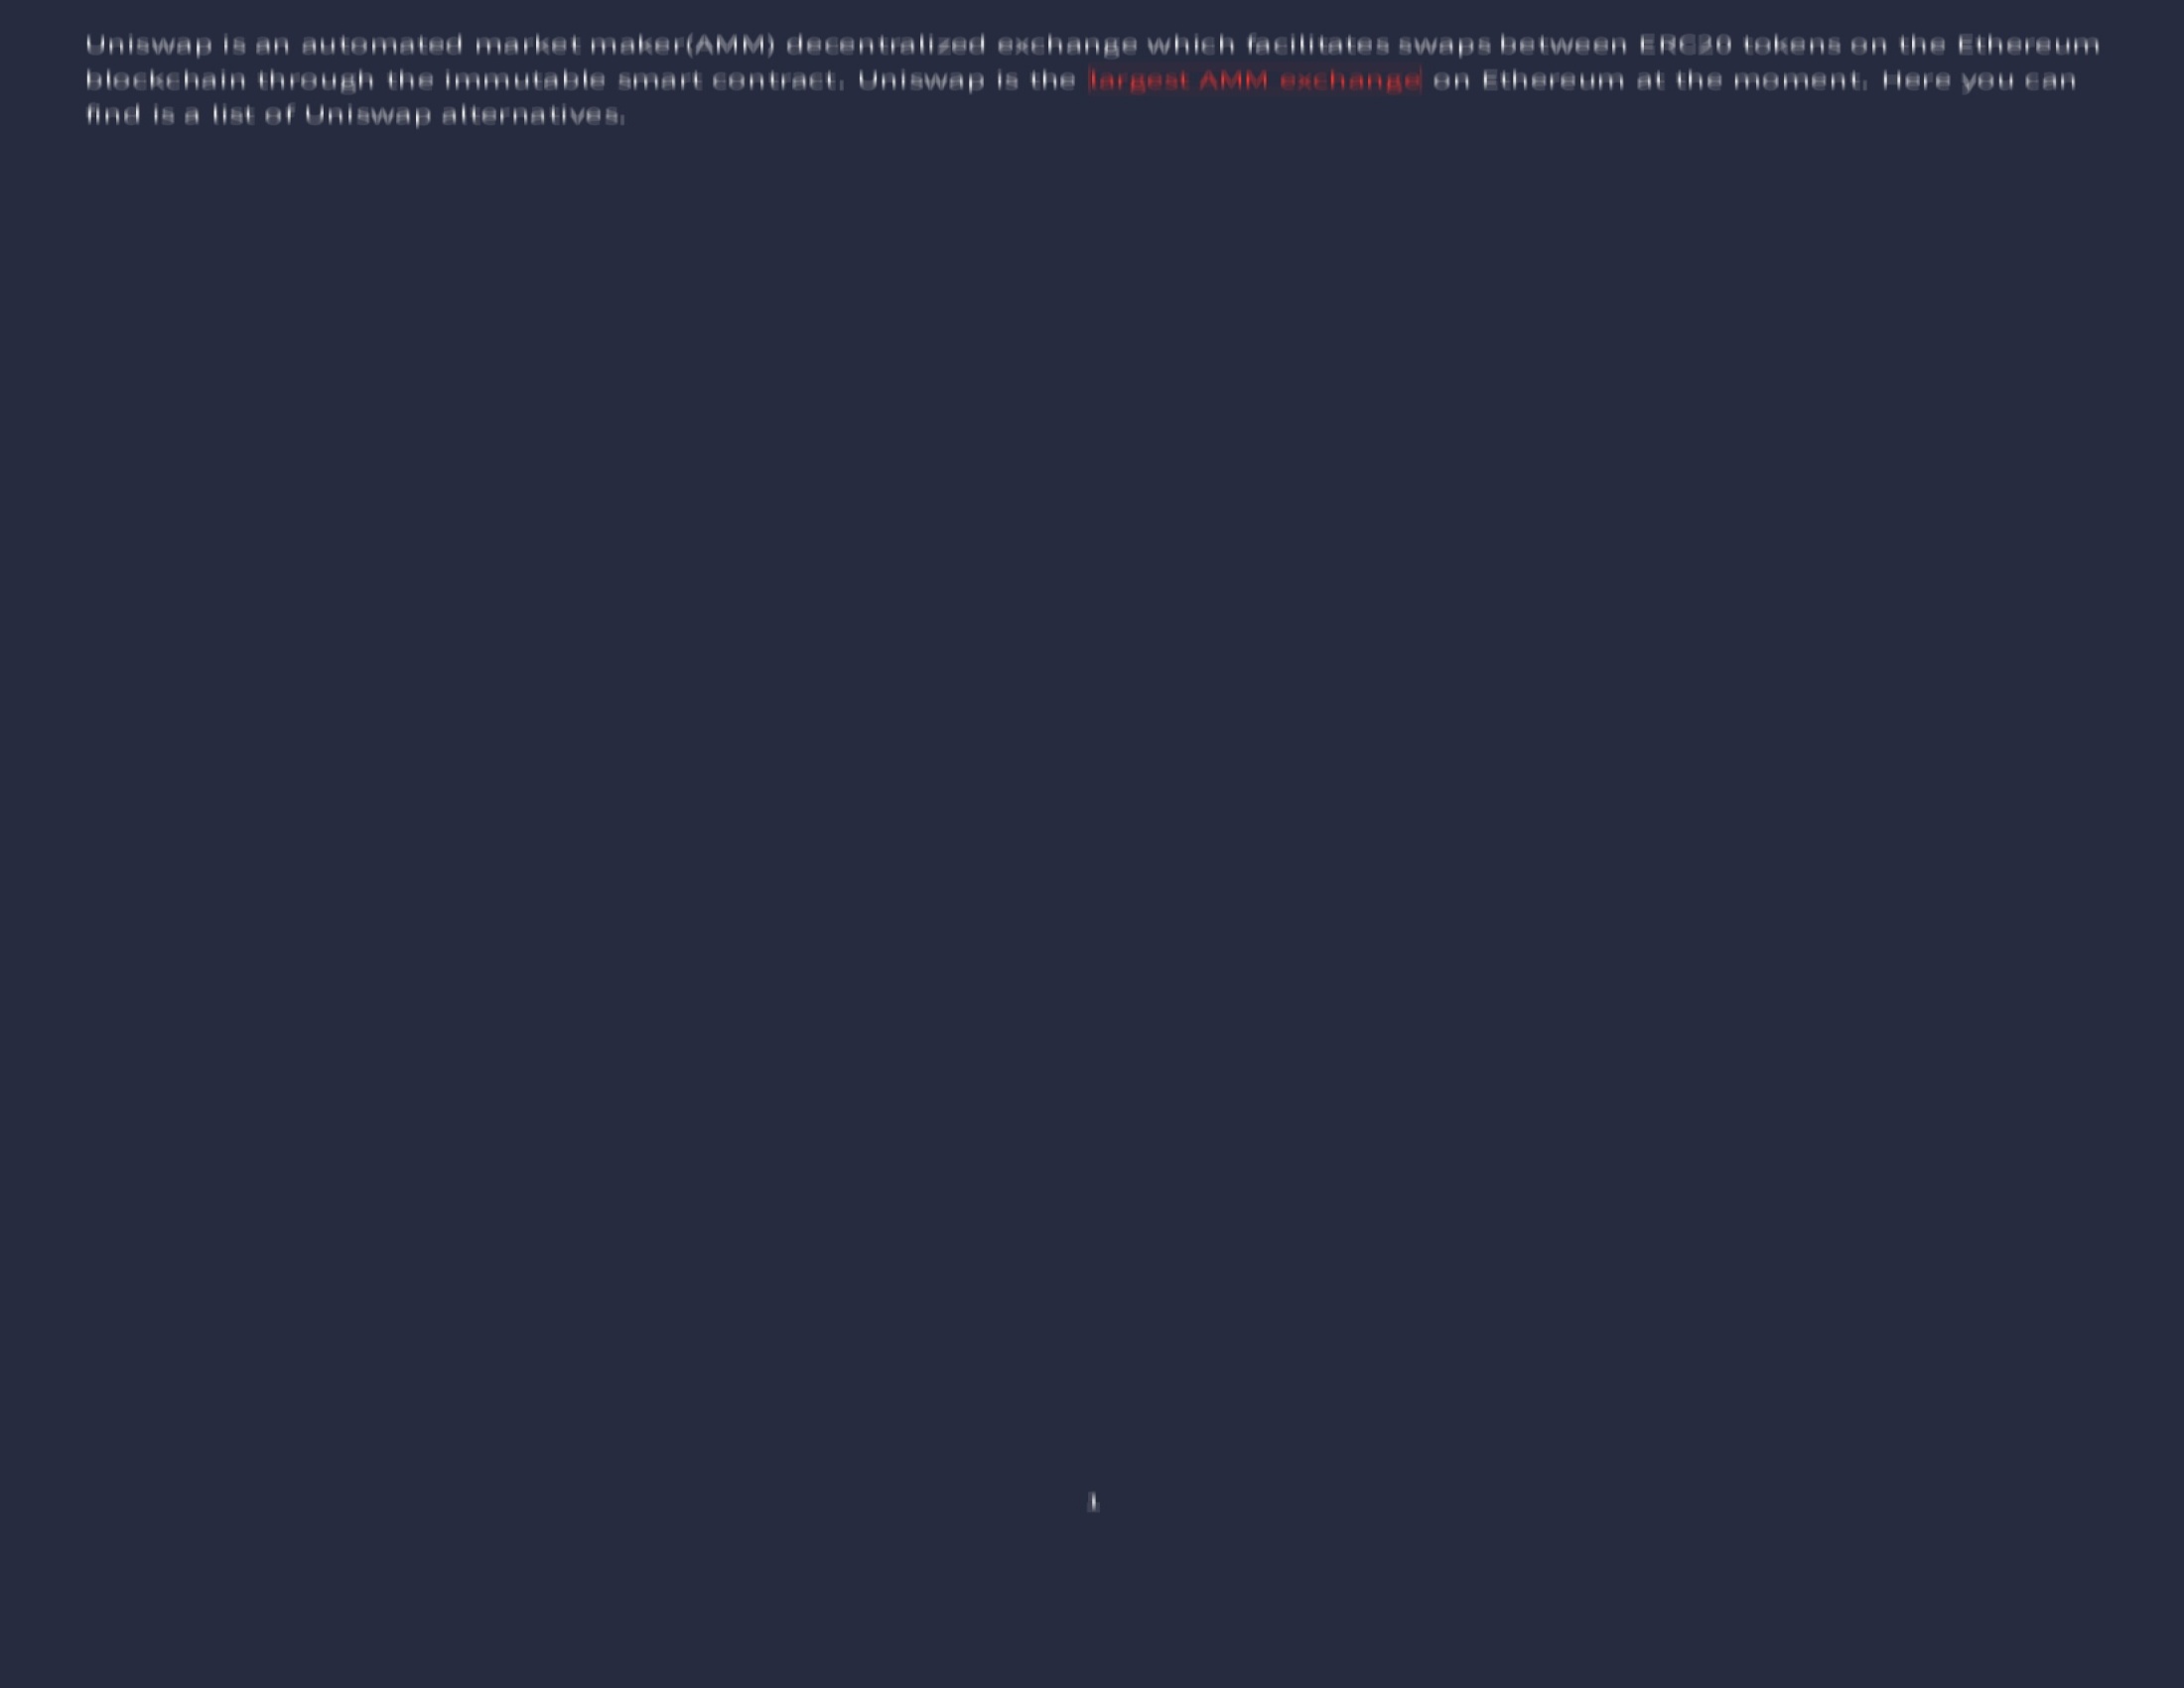 Uniswap is an automated market maker(AMM) decentralized exchange which facilitates swaps between ERC20 tokens on the Ethereum
blockchain through the immutable smart contract. Uniswap is the largest AMM exchange on Ethereum at the moment. Here you can
find is a list of Uniswap alternatives.
1